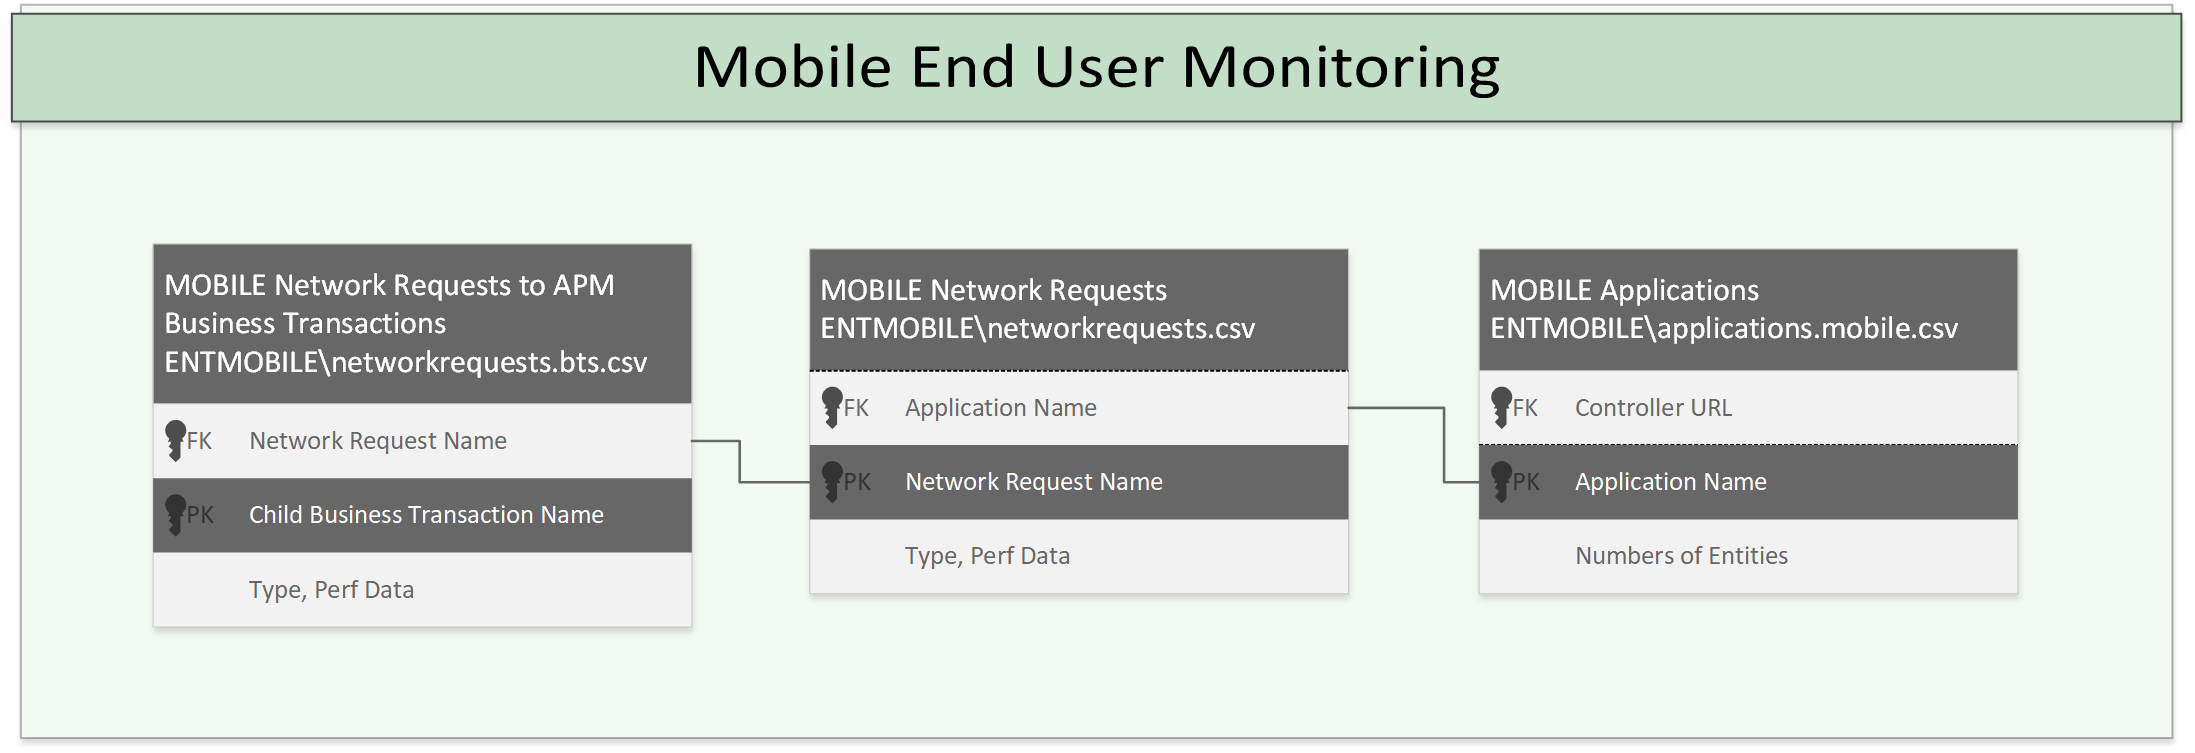 Mobile End User Monitoring
MOBILE Network Requests to APM
Business Transactions
ENTMOBILE\networkrequests.bts.csv
FK Network Request Name
PK Child Business Transaction Name
Type, Perf Data
MOBILE Network Requests
ENTMOBILE\networkrequests.csv
FK Application Name
PK Network Request Name
Type, Perf Data
MOBILE Applications
ENTMOBILE\applications.mobile.csv
FK Controller URL
PK Application Name
Numbers of Entities